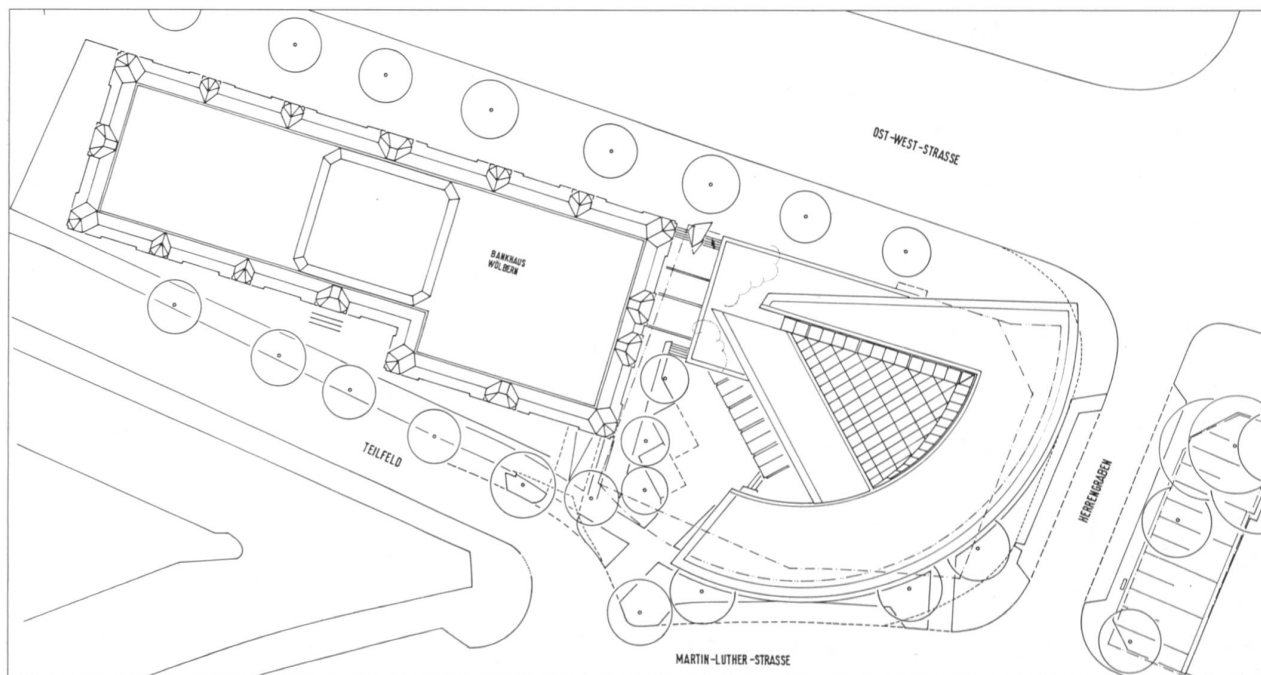 OST-WEST-STRASSE
BANKHAUS
WÖLBERN
TEILFELD
HERRENGRABEN
MARTIN-LUTHER-STRASSE